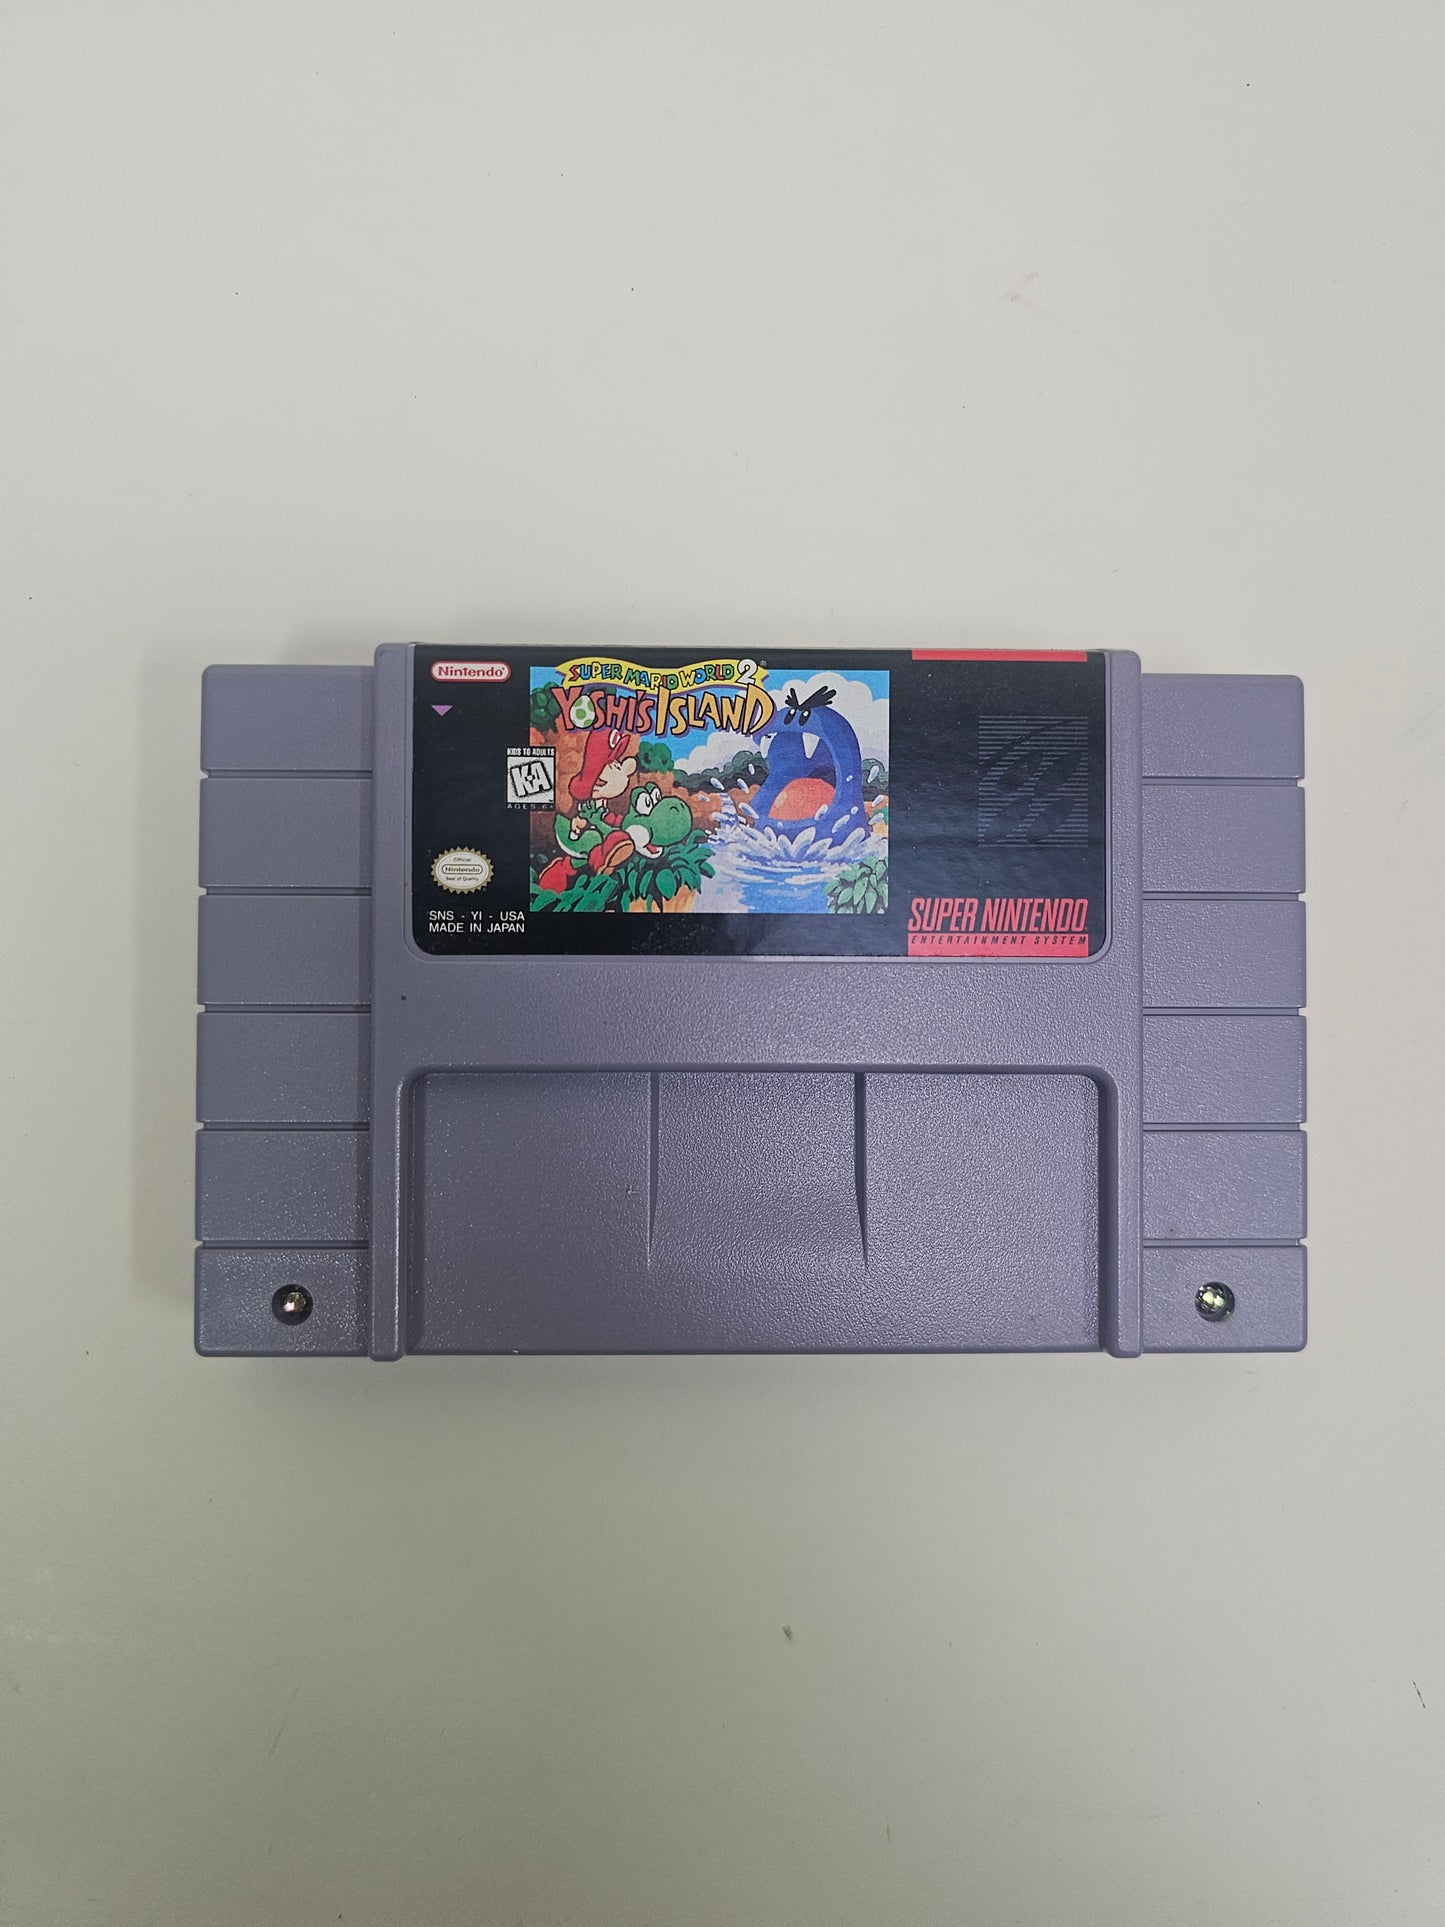 Nintendo®
SUPER MARIO WORLD 2®
YOSHI'S ISLAND
KIDS TO ADULTS
KA
AGES 6+
Official
Nintendo
Seal of Quality
SNS - YI - USA
MADE IN JAPAN
SUPER NINTENDO
ENTERTAINMENT SYSTEM